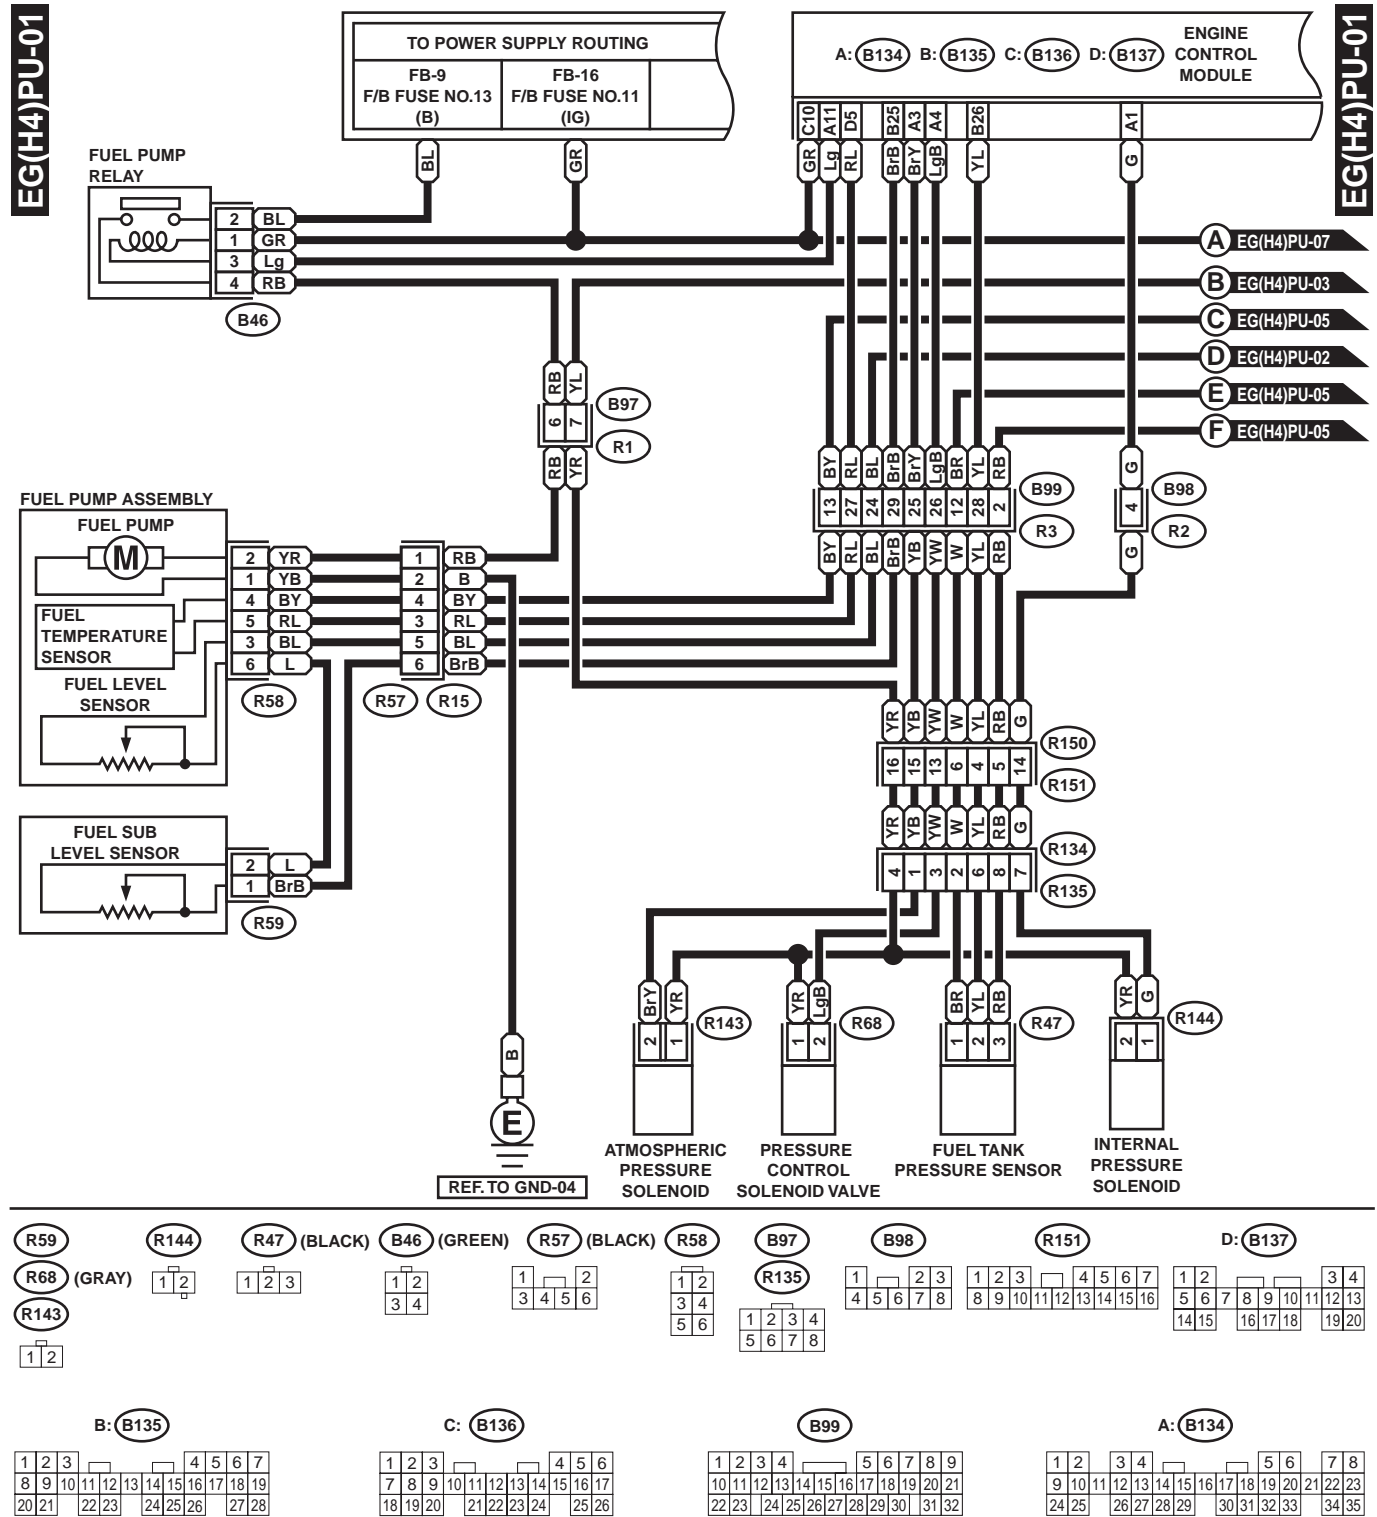 EG(H4)PU-01
EG(H4)PU-01
TO POWER SUPPLY ROUTING
FB-9
F/B FUSE NO.13
(B)
FB-16
F/B FUSE NO.11
(IG)
A: B134 B: B135 C: B136 D: B137
ENGINE
CONTROL
MODULE
C10 A11 D5 B25 A3 A4 B26 A1
BL GR GR Lg RL BrB BrY LgB YL G
FUEL PUMP
RELAY
2 BL
1 GR
3 Lg
4 RB
B46
A EG(H4)PU-07
B EG(H4)PU-03
C EG(H4)PU-05
D EG(H4)PU-02
E EG(H4)PU-05
F EG(H4)PU-05
RB YL
6 7
B97
R1
RB YR
BY RL BL BrB BrY LgB BR YL RB
13 27 24 29 25 26 12 28 2
B99
R3
BY RL BL BrB YB YW W YL RB
G
4
B98
R2
G
FUEL PUMP ASSEMBLY
FUEL PUMP
M
FUEL
TEMPERATURE
SENSOR
FUEL LEVEL
SENSOR
2 YR 1 RB
1 YB 2 B
4 BY 4 BY
5 RL 3 RL
3 BL 5 BL
6 L 6 BrB
R58 R57 R15
YR YB YW W YL RB G
16 15 13 6 4 5 14
R150
R151
YR YB YW W YL RB G
4 1 3 2 6 8 7
R134
R135
FUEL SUB
LEVEL SENSOR
2 L
1 BrB
R59
BrY YR
2 1
R143
YR LgB
1 2
R68
BR YL RB
1 2 3
R47
YR G
2 1
R144
B
E
REF. TO GND-04
ATMOSPHERIC
PRESSURE
SOLENOID
PRESSURE
CONTROL
SOLENOID VALVE
FUEL TANK
PRESSURE SENSOR
INTERNAL
PRESSURE
SOLENOID
R59
R68 (GRAY)
R143
1 2
R144
1 2
R47 (BLACK)
1 2 3
B46 (GREEN)
1 2
3 4
R57 (BLACK)
1 2
3 4 5 6
R58
1 2
3 4
5 6
B97
R135
1 2 3 4
5 6 7 8
B98
1 2 3
4 5 6 7 8
R151
1 2 3 4 5 6 7
8 9 10 11 12 13 14 15 16
D: B137
1 2 3 4
5 6 7 8 9 10 11 12 13
14 15 16 17 18 19 20
B: B135
1 2 3 4 5 6 7
8 9 10 11 12 13 14 15 16 17 18 19
20 21 22 23 24 25 26 27 28
C: B136
1 2 3 4 5 6
7 8 9 10 11 12 13 14 15 16 17
18 19 20 21 22 23 24 25 26
B99
1 2 3 4 5 6 7 8 9
10 11 12 13 14 15 16 17 18 19 20 21
22 23 24 25 26 27 28 29 30 31 32
A: B134
1 2 3 4 5 6 7 8
9 10 11 12 13 14 15 16 17 18 19 20 21 22 23
24 25 26 27 28 29 30 31 32 33 34 35